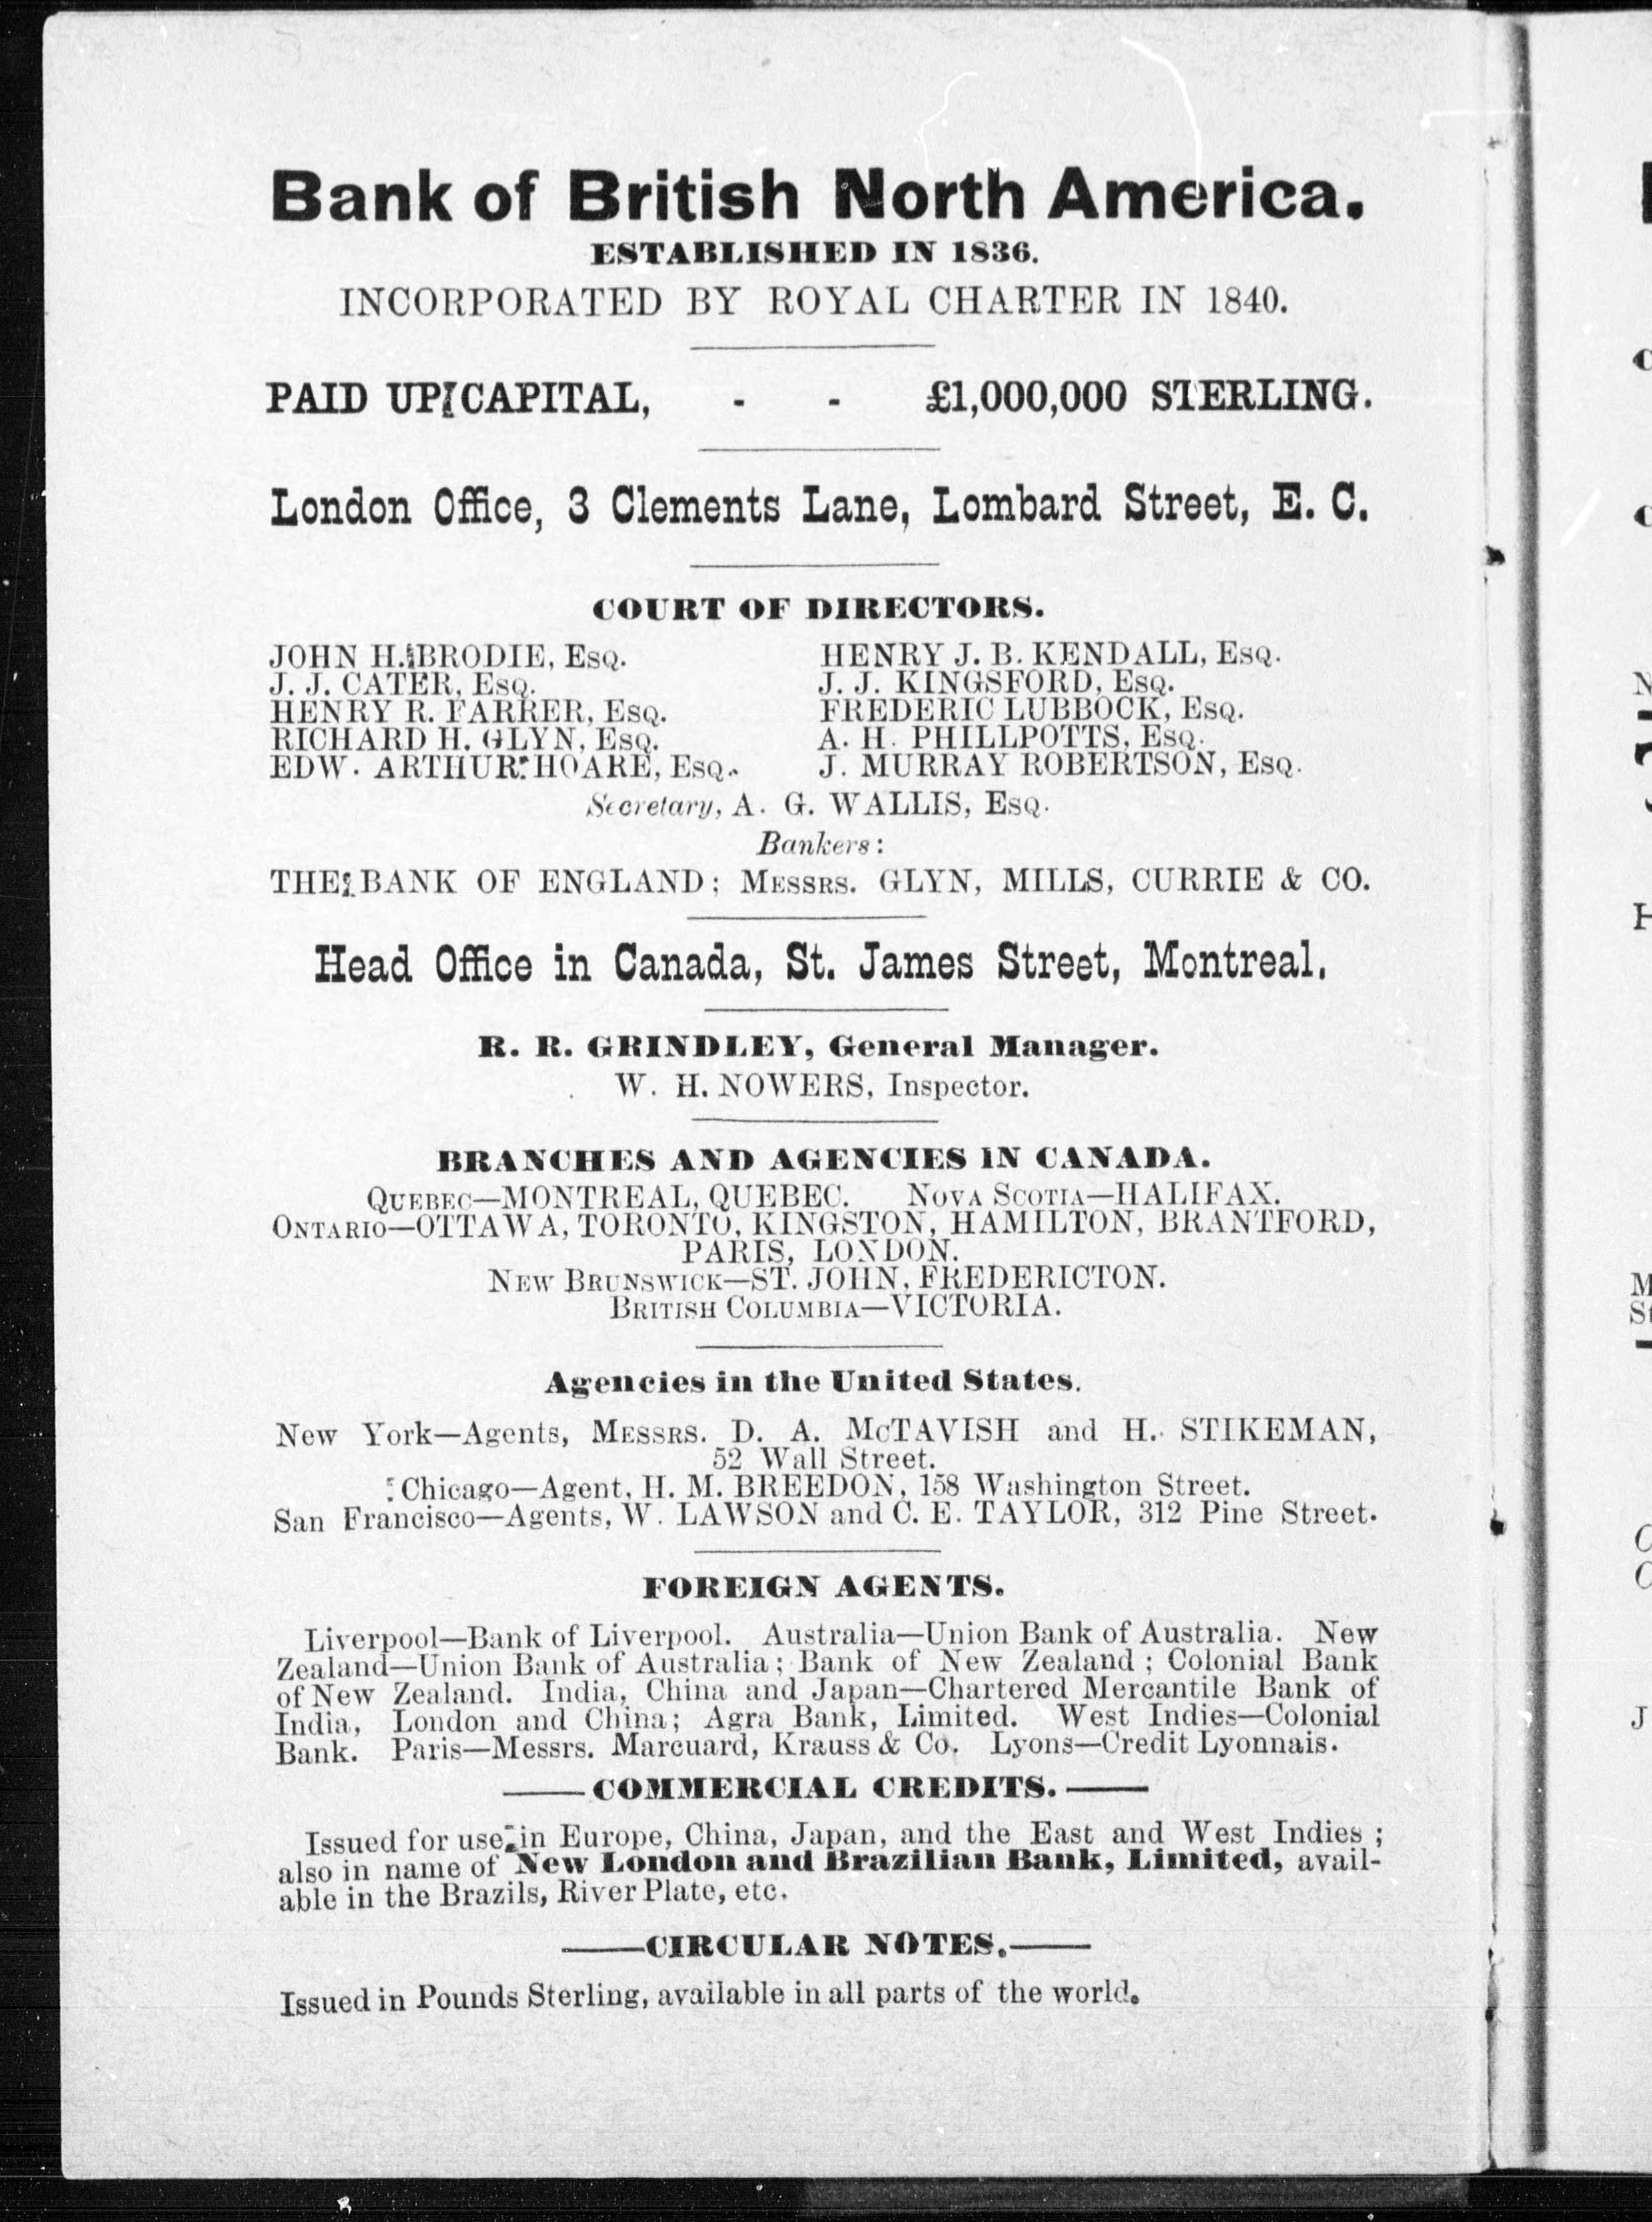 Bank of British North America.
ESTABLISHED IN 1836.
INCORPORATED BY ROYAL CHARTER IN 1840.
PAID UP CAPITAL, - - £1,000,000 STERLING.
London Office, 3 Clements Lane, Lombard Street, E. C.
COURT OF DIRECTORS.
JOHN H. BRODIE, ESQ. HENRY J. B. KENDALL, ESQ.
J. J. CATER, ESQ. J. J. KINGSFORD, ESQ.
HENRY R. FARRER, ESQ. FREDERIC LUBBOCK, ESQ.
RICHARD H. GLYN, ESQ. A. H. PHILLPOTTS, ESQ.
EDW. ARTHUR HOARE, ESQ. J. MURRAY ROBERTSON, ESQ.
Secretary, A. G. WALLIS, ESQ.
Bankers:
THE BANK OF ENGLAND; MESSRS. GLYN, MILLS, CURRIE & CO.
Head Office in Canada, St. James Street, Montreal.
R. R. GRINDLEY, General Manager.
W. H. NOWERS, Inspector.
BRANCHES AND AGENCIES IN CANADA.
QUEBEC—MONTREAL, QUEBEC. NOVA SCOTIA—HALIFAX.
ONTARIO—OTTAWA, TORONTO, KINGSTON, HAMILTON, BRANTFORD,
PARIS, LONDON.
NEW BRUNSWICK—ST. JOHN, FREDERICTON.
BRITISH COLUMBIA—VICTORIA.
Agencies in the United States.
New York—Agents, MESSRS. D. A. McTAVISH and H. STIKEMAN,
52 Wall Street.
Chicago—Agent, H. M. BREEDON, 158 Washington Street.
San Francisco—Agents, W. LAWSON and C. E. TAYLOR, 312 Pine Street.
FOREIGN AGENTS.
Liverpool—Bank of Liverpool. Australia—Union Bank of Australia. New
Zealand—Union Bank of Australia; Bank of New Zealand; Colonial Bank
of New Zealand. India, China and Japan—Chartered Mercantile Bank of
India, London and China; Agra Bank, Limited. West Indies—Colonial
Bank. Paris—Messrs. Marcuard, Krauss & Co. Lyons—Credit Lyonnais.
COMMERCIAL CREDITS.
Issued for use in Europe, China, Japan, and the East and West Indies;
also in name of New London and Brazilian Bank, Limited, avail-
able in the Brazils, River Plate, etc.
CIRCULAR NOTES.
Issued in Pounds Sterling, available in all parts of the world.